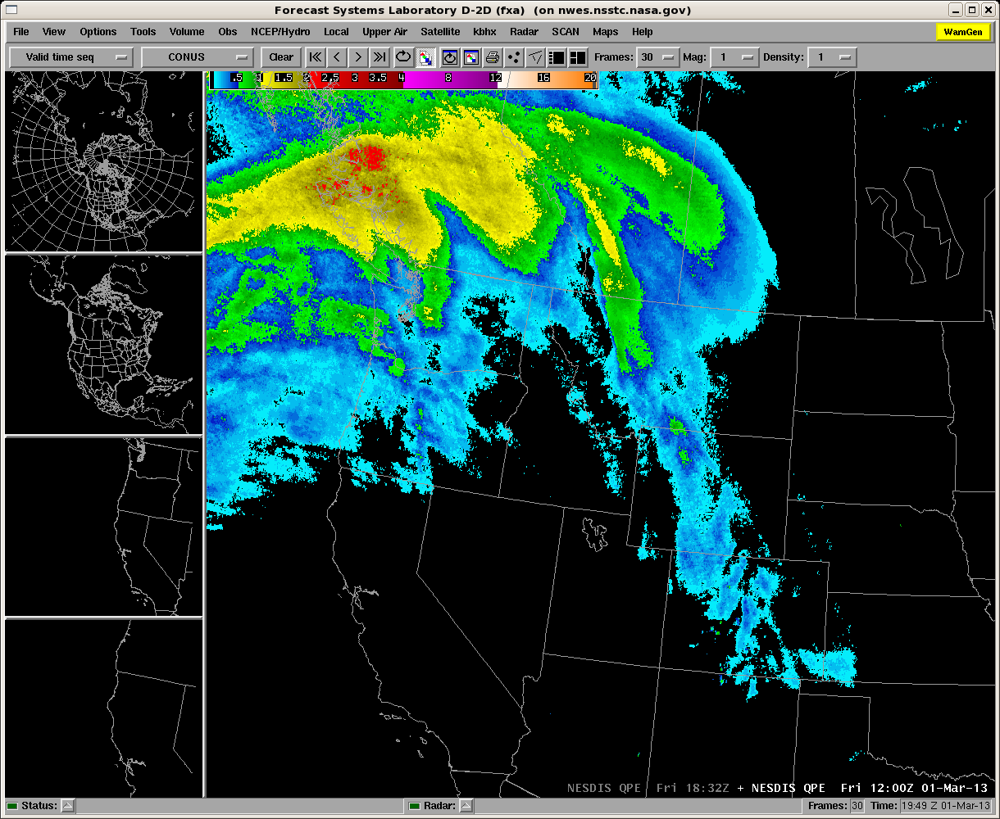 Forecast Systems Laboratory D-2D (fxa) (on nwes.nsstc.nasa.gov)
File View Options Tools Volume Obs NCEP/Hydro Local Upper Air Satellite kbhx Radar SCAN Maps Help WarnGen
Valid time seq CONUS Clear Frames: 30 Mag: 1 Density: 1
.5 1 1.5 2 2.5 3 3.5 4 8 12 16 20
NESDIS QPE Fri 18:32Z + NESDIS QPE Fri 12:00Z 01-Mar-13
Status: Radar: Frames: 30 Time: 19:49 Z 01-Mar-13